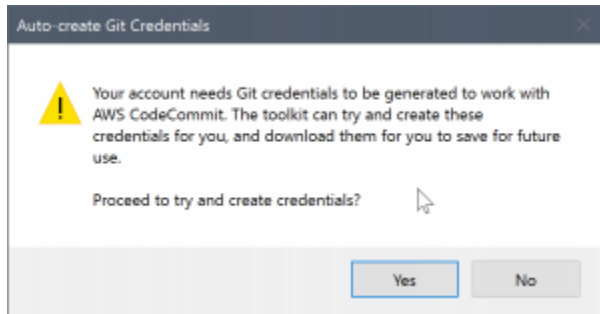 Auto-create Git Credentials
Your account needs Git credentials to be generated to work with
AWS CodeCommit. The toolkit can try and create these
credentials for you, and download them for you to save for future
use.
Proceed to try and create credentials?
Yes
No